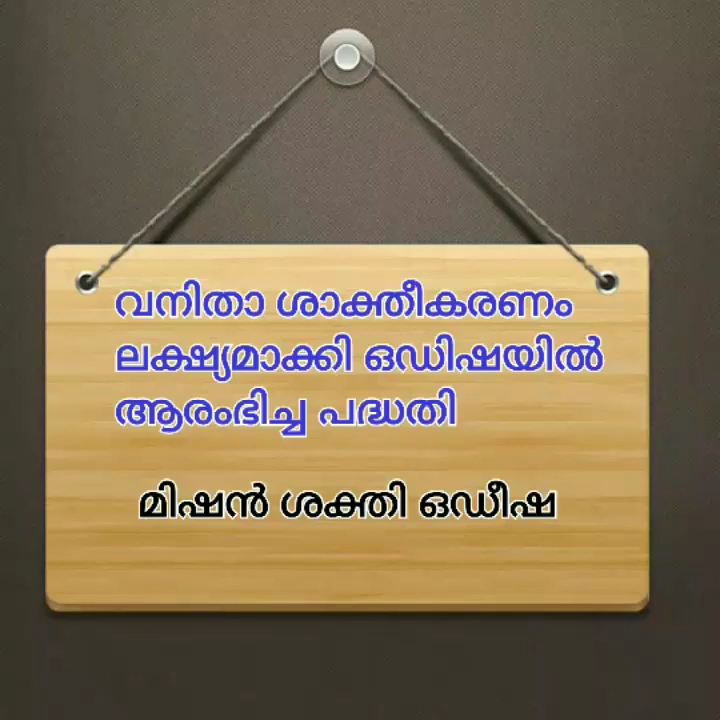 വനിതാ ശാക്തീകരണം
ലക്ഷ്യമാക്കി ഒഡിഷയിൽ
ആരംഭിച്ച പദ്ധതി
മിഷൻ ശക്തി ഒഡീഷ